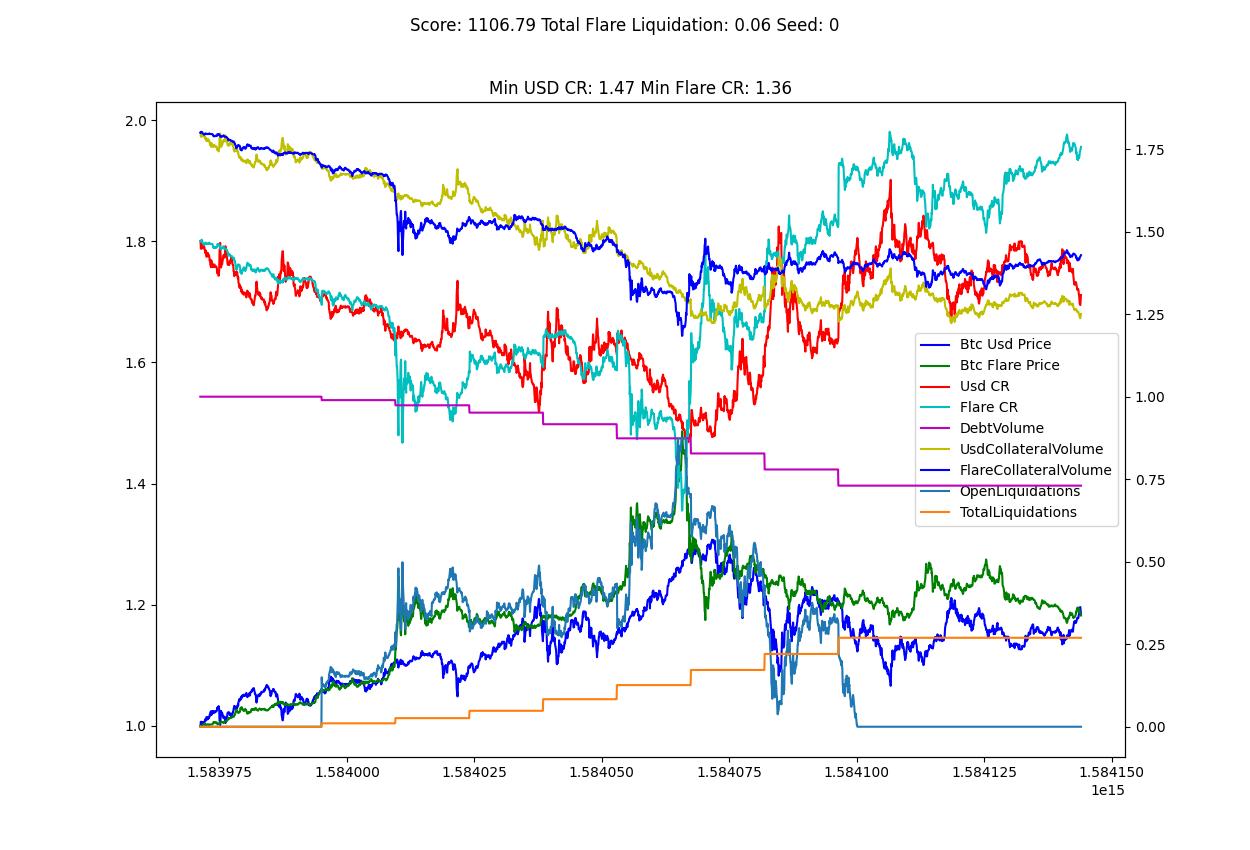 Score: 1106.79 Total Flare Liquidation: 0.06 Seed: 0
Min USD CR: 1.47 Min Flare CR: 1.36
2.0
1.8
1.6
1.4
1.2
1.0
1.75
1.50
1.25
1.00
0.75
0.50
0.25
0.00
Btc Usd Price
Btc Flare Price
Usd CR
Flare CR
DebtVolume
UsdCollateralVolume
FlareCollateralVolume
OpenLiquidations
TotalLiquidations
1.583975 1.584000 1.584025 1.584050 1.584075 1.584100 1.584125 1.584150
1e15